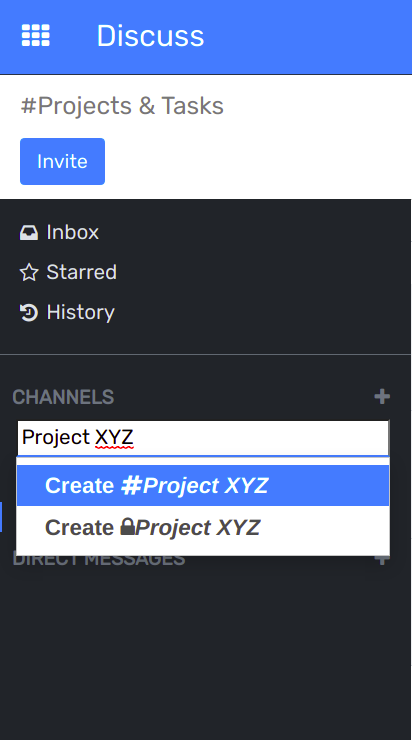 Discuss
#Projects & Tasks
Invite
Inbox
Starred
History
CHANNELS
Project XYZ
Create #Project XYZ
Create Project XYZ
DIRECT MESSAGES